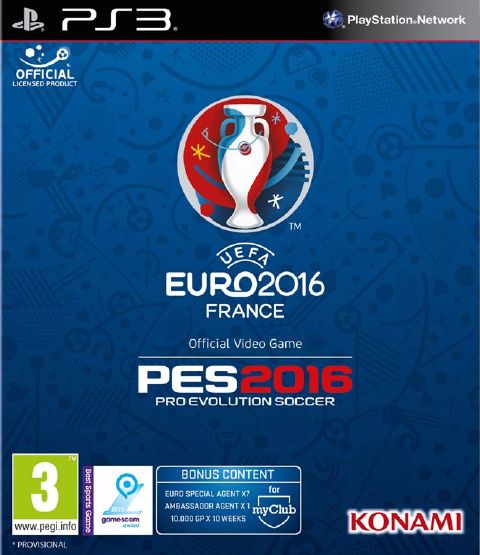 PS3
PlayStation®Network
OFFICIAL
LICENSED PRODUCT
TM
UEFA
EURO2016
FRANCE
Official Video Game
PES2016
PRO EVOLUTION SOCCER
3
www.pegi.info
Best Sports Game
2015
gamescom
award
BONUS CONTENT
EURO SPECIAL AGENT X7
AMBASSADOR AGENT X 1
10,000 GP X 10 WEEKS
for
myClub
KONAMI
* PROVISIONAL